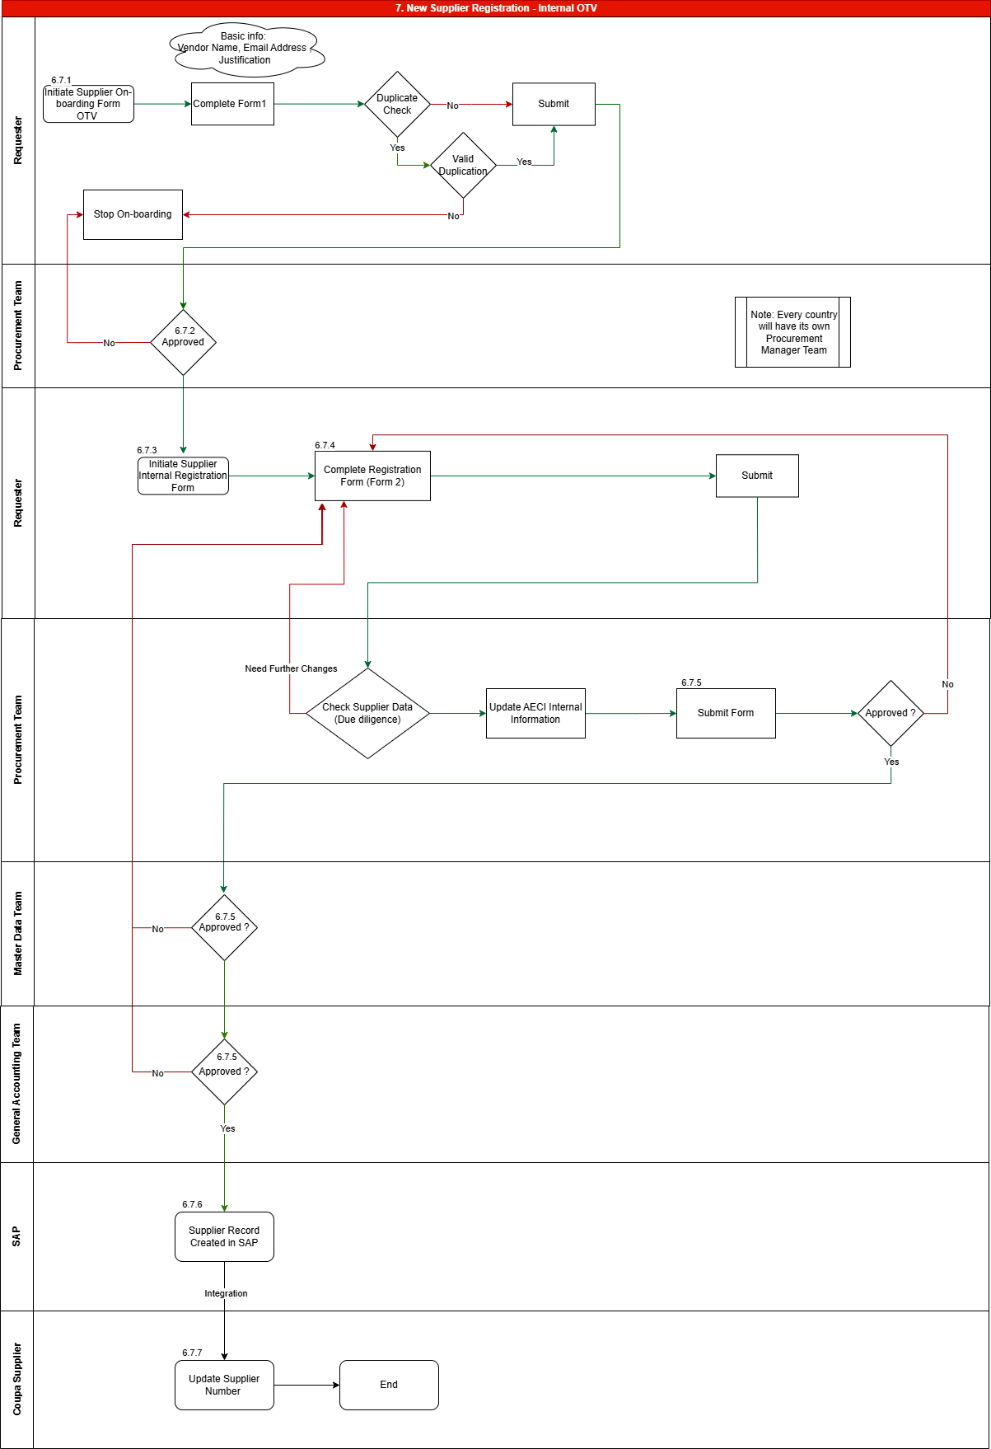 7. New Supplier Registration - Internal OTV
Requester
Basic info:
Vendor Name, Email Address
Justification
6.7.1
Initiate Supplier On-
boarding Form
OTV
Complete Form1
Duplicate
Check
No
Submit
Yes
Valid
Duplication
Yes
No
Stop On-boarding
Procurement Team
6.7.2
Approved
No
Note: Every country
will have its own
Procurement
Manager Team
Requester
6.7.3
Initiate Supplier
Internal Registration
Form
6.7.4
Complete Registration
Form (Form 2)
Submit
Procurement Team
Need Further Changes
Check Supplier Data
(Due diligence)
Update AECI Internal
Information
6.7.5
Submit Form
Approved ?
No
Yes
Master Data Team
6.7.5
Approved ?
No
General Accounting Team
6.7.5
Approved ?
No
Yes
SAP
6.7.6
Supplier Record
Created in SAP
Integration
Coupa Supplier
6.7.7
Update Supplier
Number
End